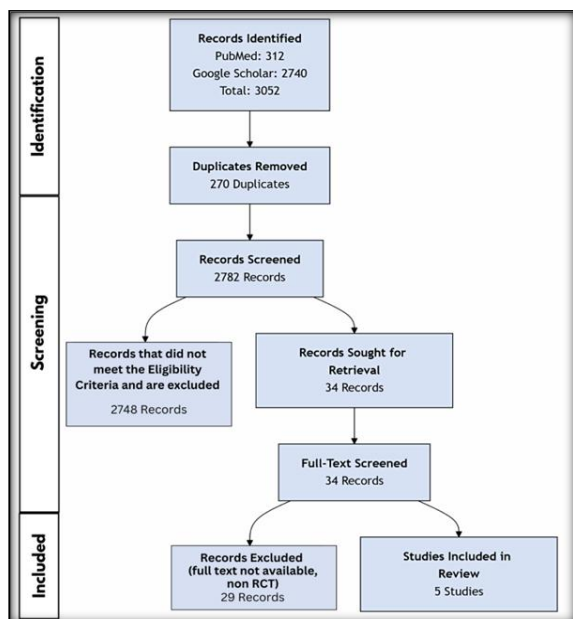 Identification
Records Identified
PubMed: 312
Google Scholar: 2740
Total: 3052
Duplicates Removed
270 Duplicates
Screening
Records Screened
2782 Records
Records that did not
meet the Eligibility
Criteria and are excluded
2748 Records
Records Sought for
Retrieval
34 Records
Full-Text Screened
34 Records
Included
Records Excluded
(full text not available,
non RCT)
29 Records
Studies Included in
Review
5 Studies